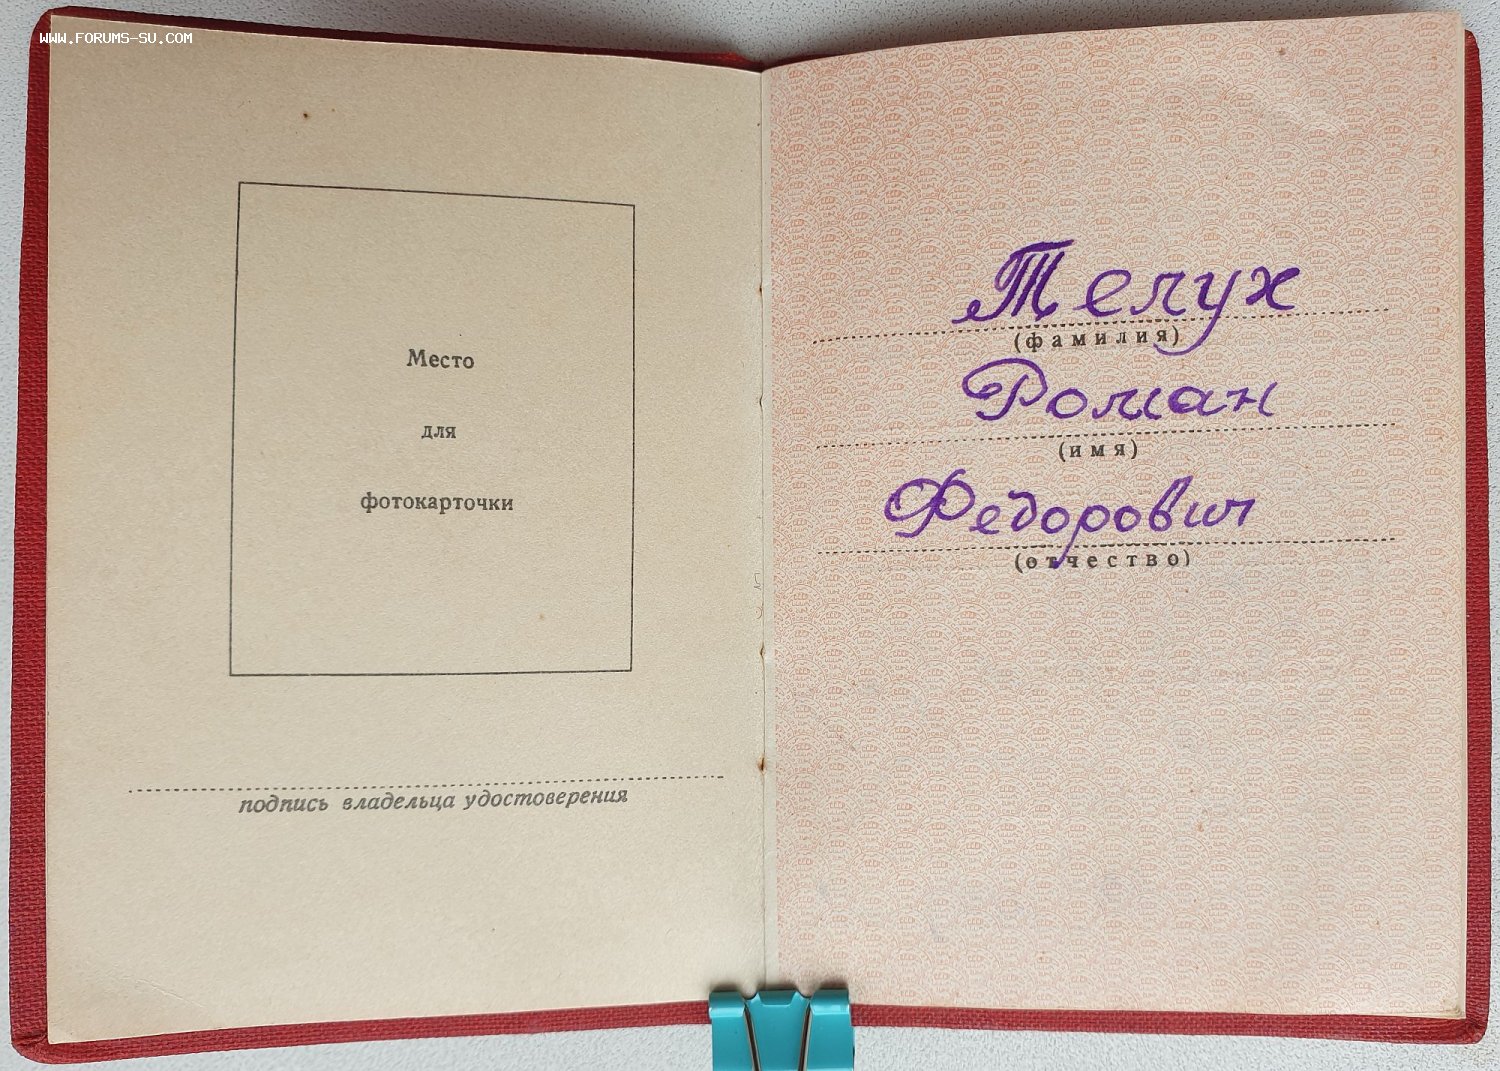 WWW.FORUMS-SU.COM
Место
для
фотокарточки
подпись владельца удостоверения
Телух
(фамилия)
Роман
(имя)
Федорович
(отчество)